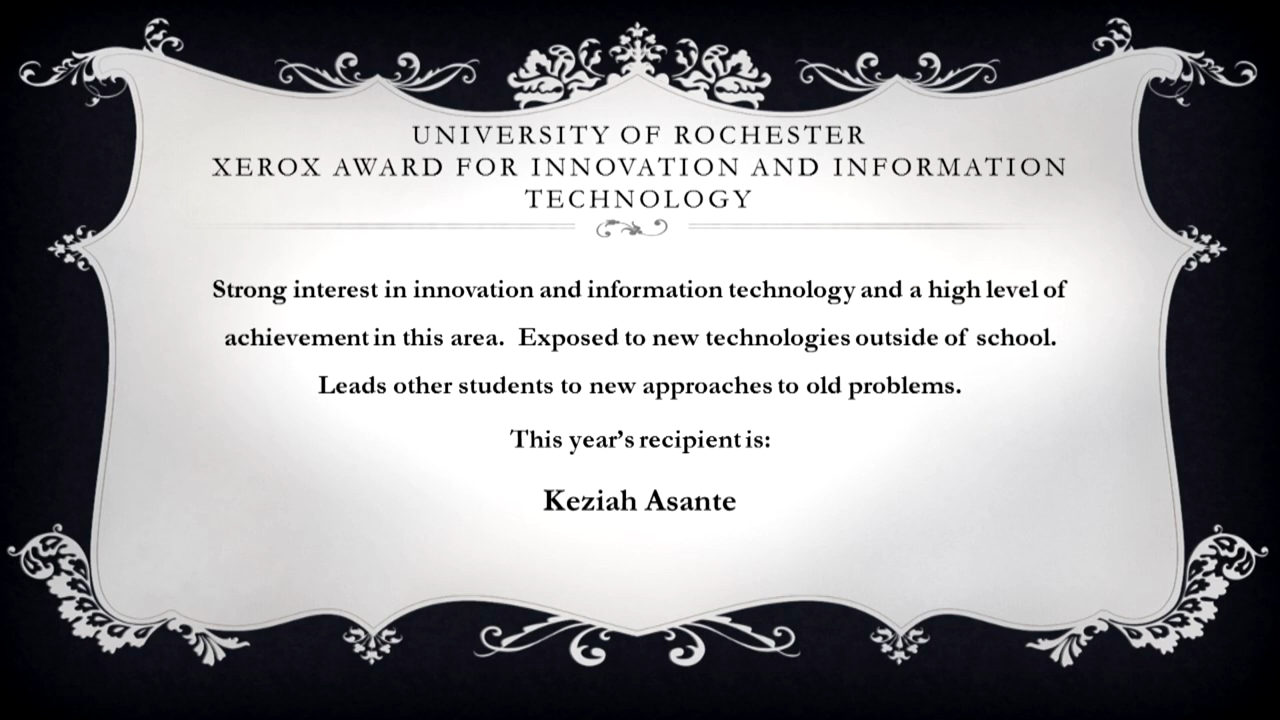 UNIVERSITY OF ROCHESTER
XEROX AWARD FOR INNOVATION AND INFORMATION
TECHNOLOGY
Strong interest in innovation and information technology and a high level of
achievement in this area.  Exposed to new technologies outside of school.
Leads other students to new approaches to old problems.
This year’s recipient is:
Keziah Asante